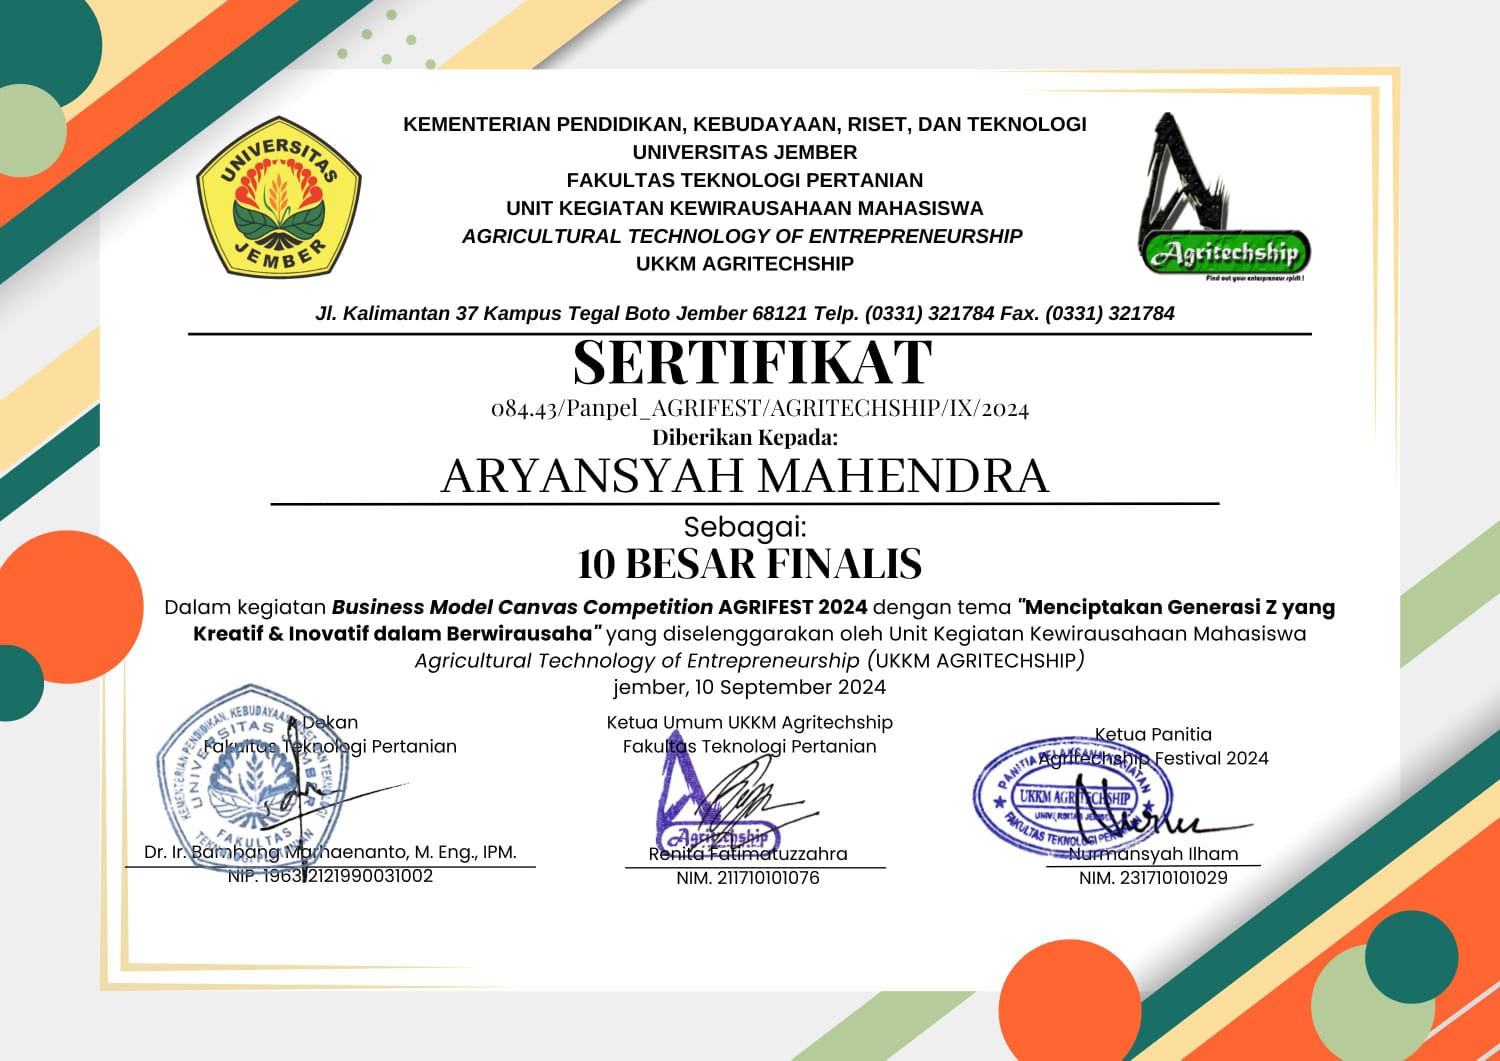 KEMENTERIAN PENDIDIKAN, KEBUDAYAAN, RISET, DAN TEKNOLOGI
UNIVERSITAS JEMBER
FAKULTAS TEKNOLOGI PERTANIAN
UNIT KEGIATAN KEWIRAUSAHAAN MAHASISWA
AGRICULTURAL TECHNOLOGY OF ENTREPRENEURSHIP
UKKM AGRITECHSHIP
UNIVERSITAS
JEMBER
Agritechship
Find out your enterpreneur spirit !
Jl. Kalimantan 37 Kampus Tegal Boto Jember 68121 Telp. (0331) 321784 Fax. (0331) 321784
SERTIFIKAT
084.43/Panpel_AGRIFEST/AGRITECHSHIP/IX/2024
Diberikan Kepada:
ARYANSYAH MAHENDRA
Sebagai:
10 BESAR FINALIS
Dalam kegiatan Business Model Canvas Competition AGRIFEST 2024 dengan tema "Menciptakan Generasi Z yang
Kreatif & Inovatif dalam Berwirausaha" yang diselenggarakan oleh Unit Kegiatan Kewirausahaan Mahasiswa
Agricultural Technology of Entrepreneurship (UKKM AGRITECHSHIP)
jember, 10 September 2024
Dekan
Fakultas Teknologi Pertanian
Dr. Ir. Bambang Marhaenanto, M. Eng., IPM.
NIP. 196312121990031002
KEMENTERIAN PENDIDIKAN, KEBUDAYAAN
TEKNOLOGI
UNIVERSITAS JEMBER
FAKULTAS
TEKNOLOGI PERTANIAN
Ketua Umum UKKM Agritechship
Fakultas Teknologi Pertanian
Agritechship
Renita Fatimatuzzahra
NIM. 211710101076
Ketua Panitia
Agritechship Festival 2024
PANITIA PELAKSANA KEGIATAN
UKKM AGRITECHSHIP
UNIVERSITAS JEMBER
FAKULTAS TEKNOLOGI PERTANIAN
Nurmansyah Ilham
NIM. 231710101029